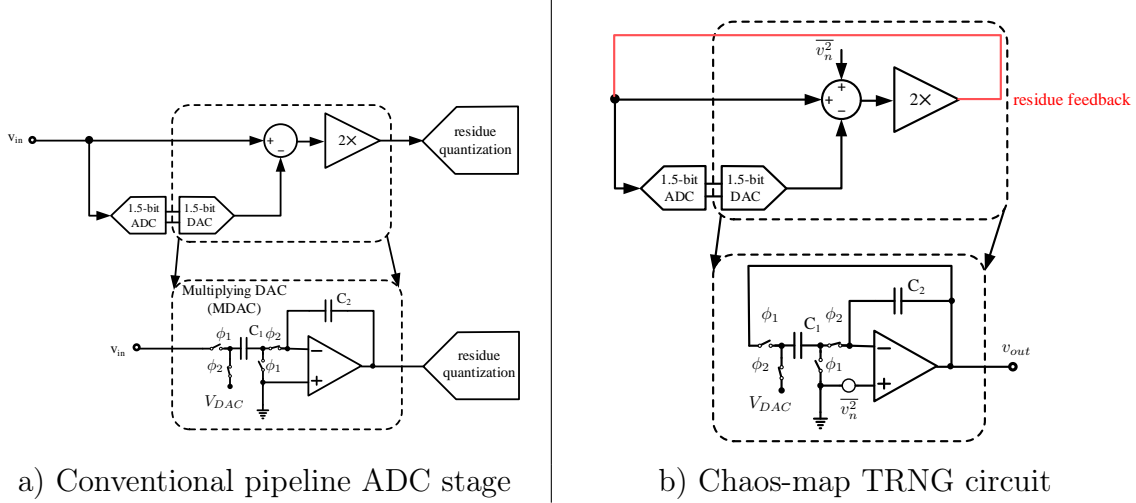 v_in
+
−
2×
residue
quantization
1.5-bit
ADC
1.5-bit
DAC
Multiplying DAC
(MDAC)
C_2
v_in
ϕ_1
C_1
ϕ_2
ϕ_2
ϕ_1
−
+
V_DAC
residue
quantization
a) Conventional pipeline ADC stage
\overline{v_n^2}
+
+
−
2×
residue feedback
1.5-bit
ADC
1.5-bit
DAC
C_2
ϕ_1
C_1
ϕ_2
ϕ_2
ϕ_1
−
+
V_DAC
\overline{v_n^2}
v_out
b) Chaos-map TRNG circuit